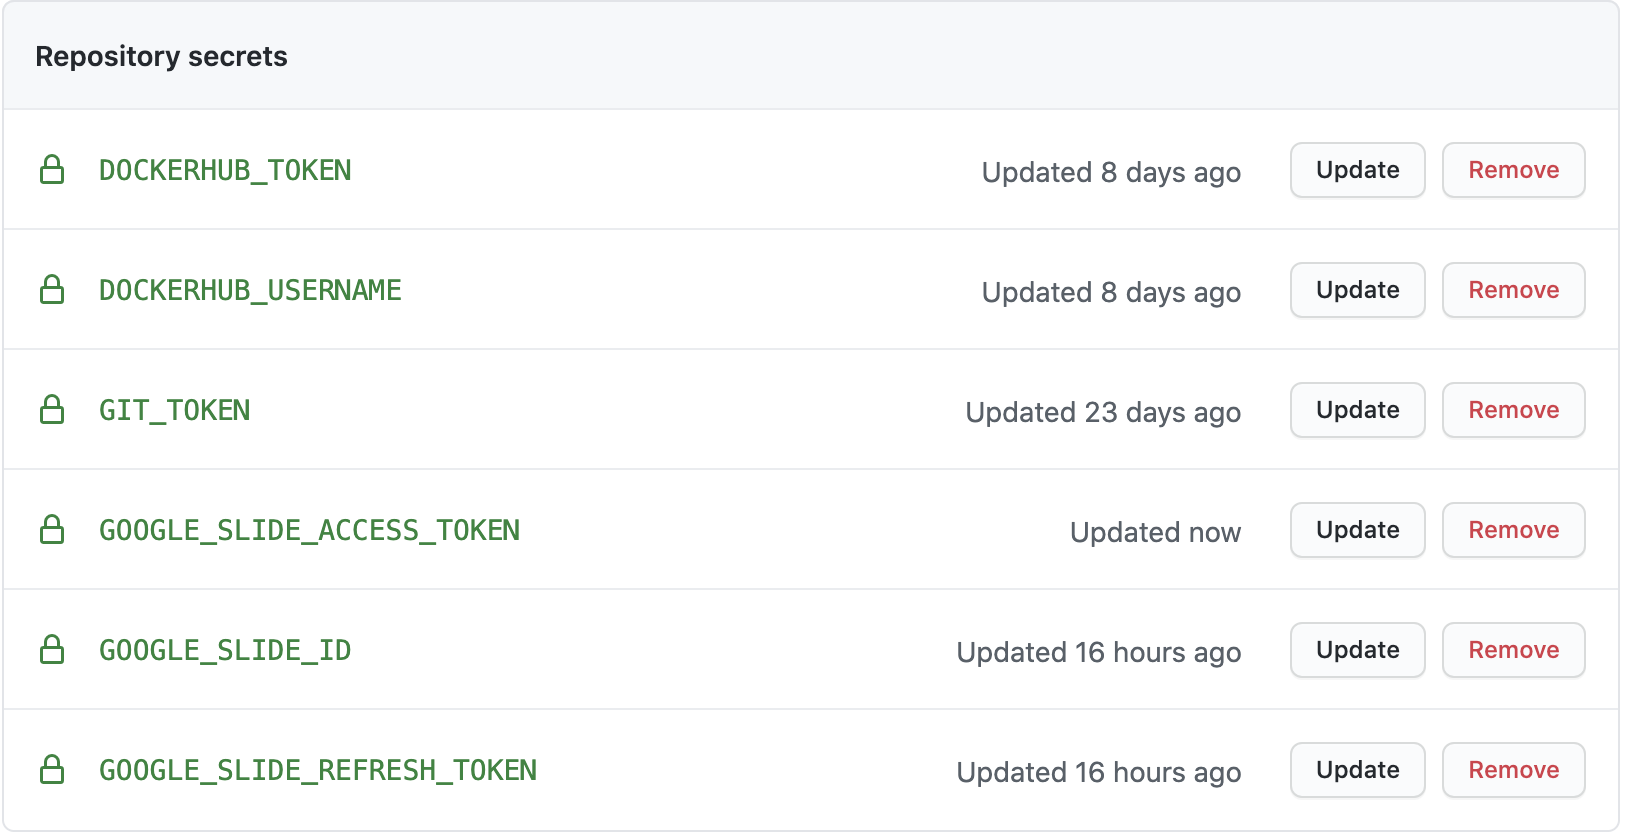 Repository secrets
DOCKERHUB_TOKEN Updated 8 days ago Update Remove
DOCKERHUB_USERNAME Updated 8 days ago Update Remove
GIT_TOKEN Updated 23 days ago Update Remove
GOOGLE_SLIDE_ACCESS_TOKEN Updated now Update Remove
GOOGLE_SLIDE_ID Updated 16 hours ago Update Remove
GOOGLE_SLIDE_REFRESH_TOKEN Updated 16 hours ago Update Remove